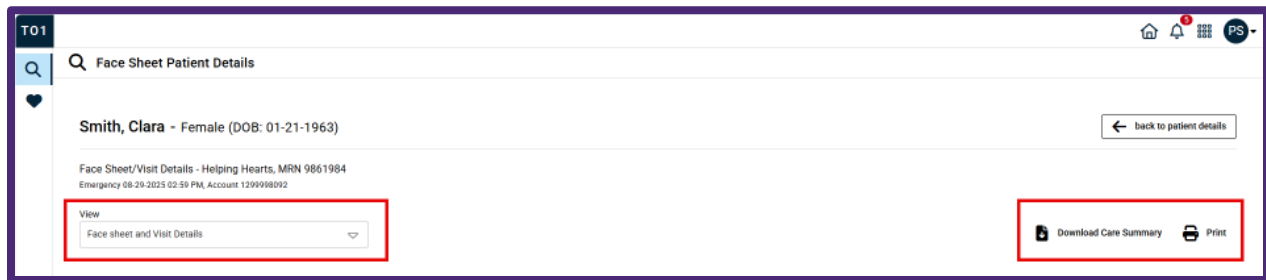 TO1
5
PS
Face Sheet Patient Details
Smith, Clara - Female (DOB: 01-21-1963)
back to patient details
Face Sheet/Visit Details - Helping Hearts, MRN 9861984
Emergency 08-29-2025 02:59 PM, Account 1299998092
View
Face sheet and Visit Details
Download Care Summary
Print